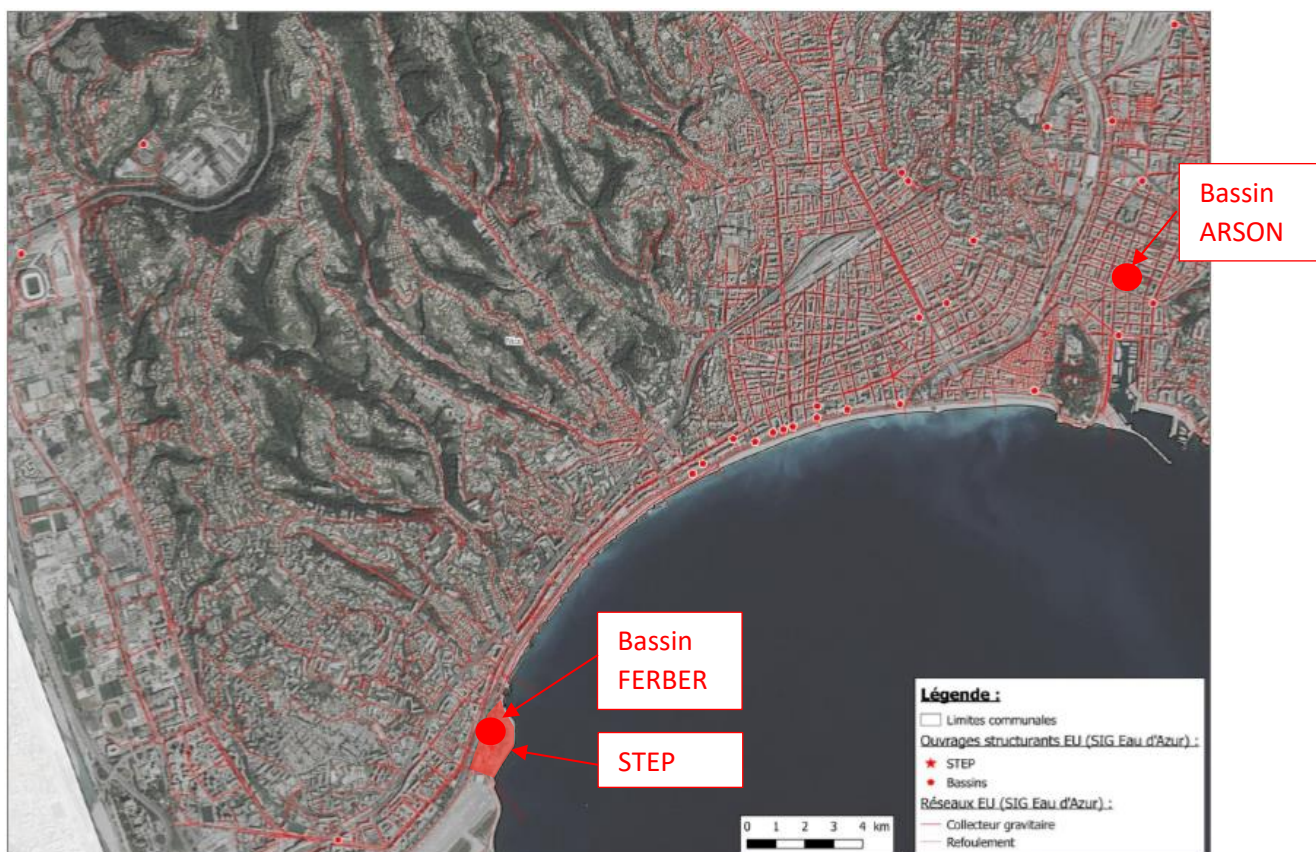 Bassin
ARSON
Bassin
FERBER
STEP
0 1 2 3 4 km
Légende :
Limites communales
Ouvrages structurants EU (SIG Eau d'Azur) :
STEP
Bassins
Réseaux EU (SIG Eau d'Azur) :
Collecteur gravitaire
Refoulement